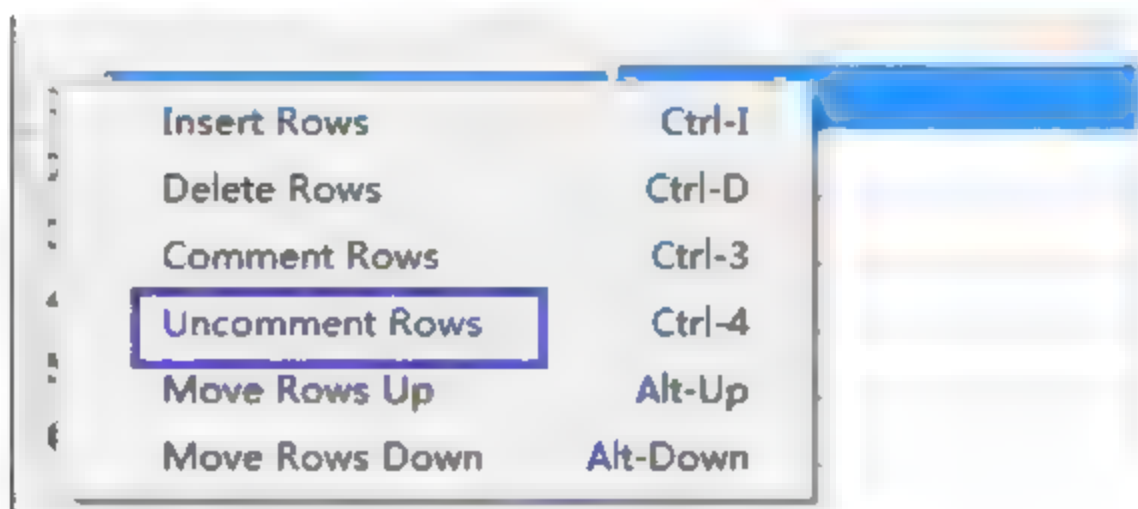 Insert Rows Ctrl-I
Delete Rows Ctrl-D
Comment Rows Ctrl-3
Uncomment Rows Ctrl-4
Move Rows Up Alt-Up
Move Rows Down Alt-Down